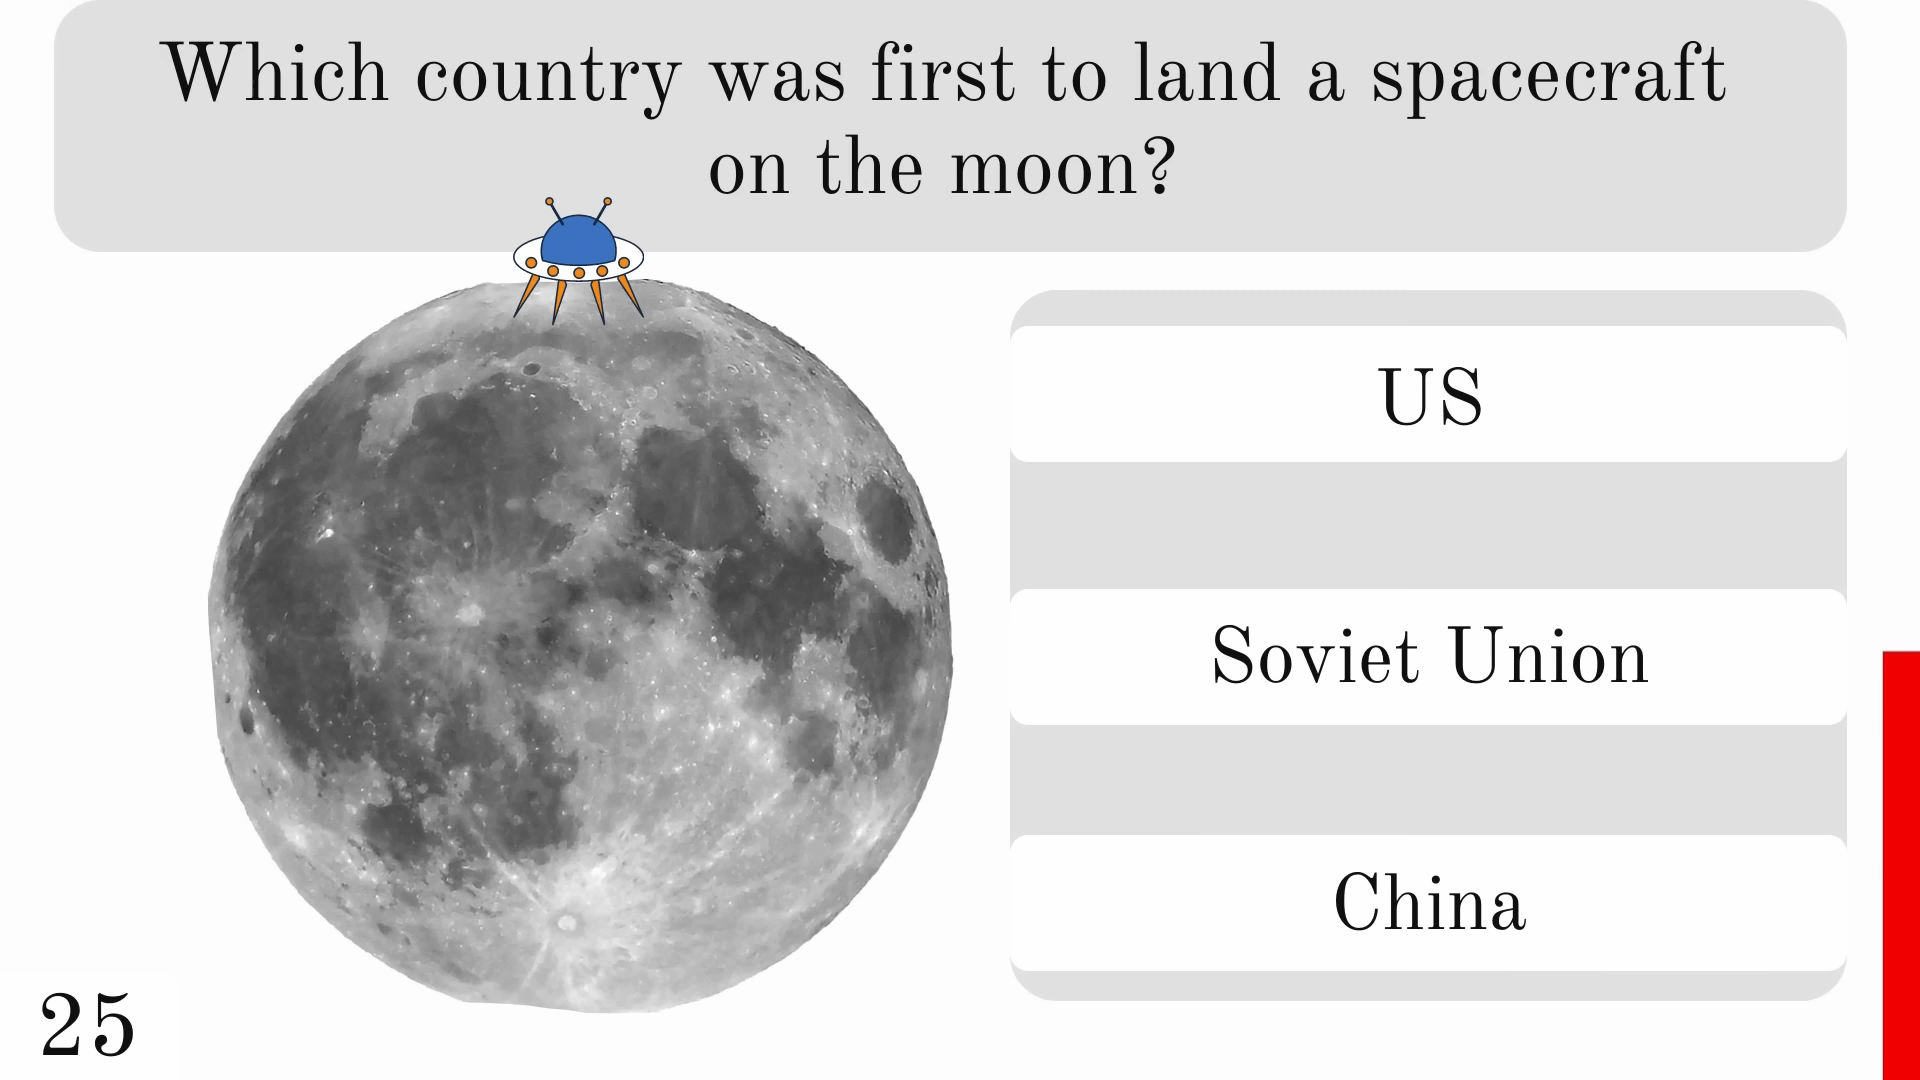 Which country was first to land a spacecraft
on the moon?
US
Soviet Union
China
25